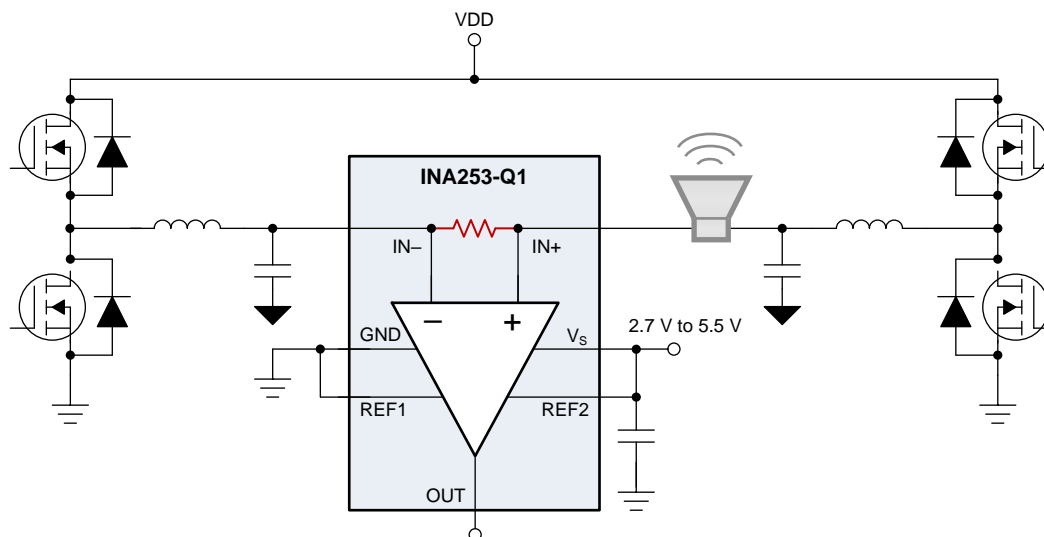 VDD
INA253-Q1
IN–
IN+
– +
GND
VS
2.7 V to 5.5 V
REF1
REF2
OUT